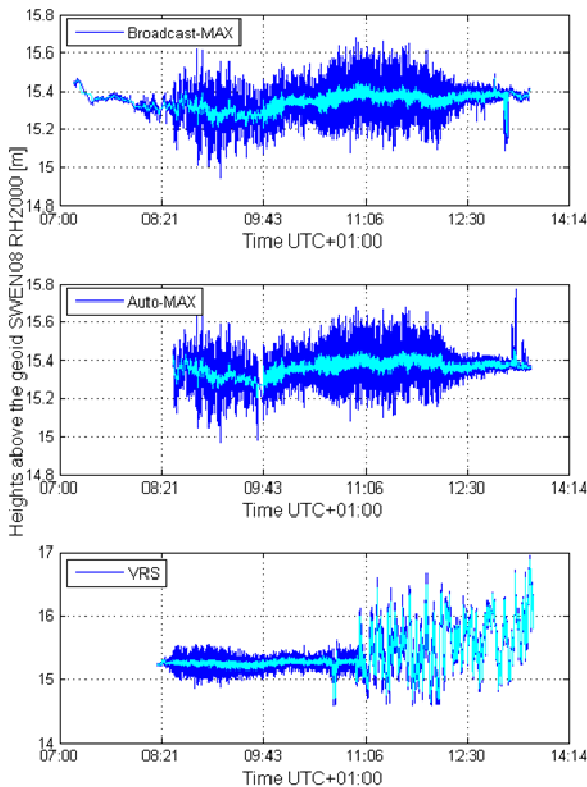 Heights above the geoid SWEN08 RH2000 [m]
15.8
15.6
15.4
15.2
15
14.8
Broadcast-MAX
07:00 08:21 09:43 11:06 12:30 14:14
Time UTC+01:00
15.8
15.6
15.4
15.2
15
14.8
Auto-MAX
07:00 08:21 09:43 11:06 12:30 14:14
Time UTC+01:00
17
16
15
14
VRS
07:00 08:21 09:43 11:06 12:30 14:14
Time UTC+01:00